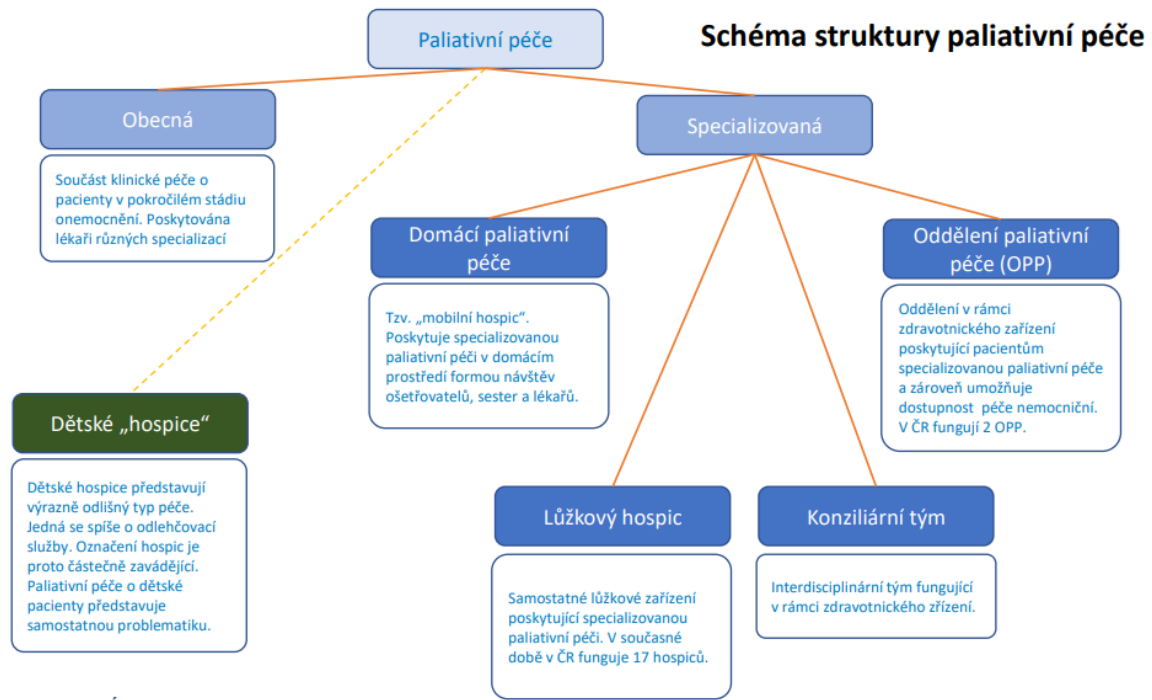 Schéma struktury paliativní péče
Paliativní péče
Obecná
Součást klinické péče o
pacienty v pokročilém stádiu
onemocnění. Poskytována
lékaři různých specializací
Specializovaná
Domácí paliativní
péče
Tzv. „mobilní hospic“.
Poskytuje specializovanou
paliativní péči v domácím
prostředí formou návštěv
ošetřovatelů, sester a lékařů.
Oddělení paliativní
péče (OPP)
Oddělení v rámci
zdravotnického zařízení
poskytující pacientům
specializovanou paliativní péče
a zároveň umožňuje
dostupnost péče nemocniční.
V ČR fungují 2 OPP.
Dětské „hospice“
Dětské hospice představují
výrazně odlišný typ péče.
Jedná se spíše o odlehčovací
služby. Označení hospic je
proto částečně zavádějící.
Paliativní péče o dětské
pacienty představuje
samostatnou problematiku.
Lůžkový hospic
Samostatné lůžkové zařízení
poskytující specializovanou
paliativní péči. V současné
době v ČR funguje 17 hospiců.
Konziliární tým
Interdisciplinární tým fungující
v rámci zdravotnického zřízení.